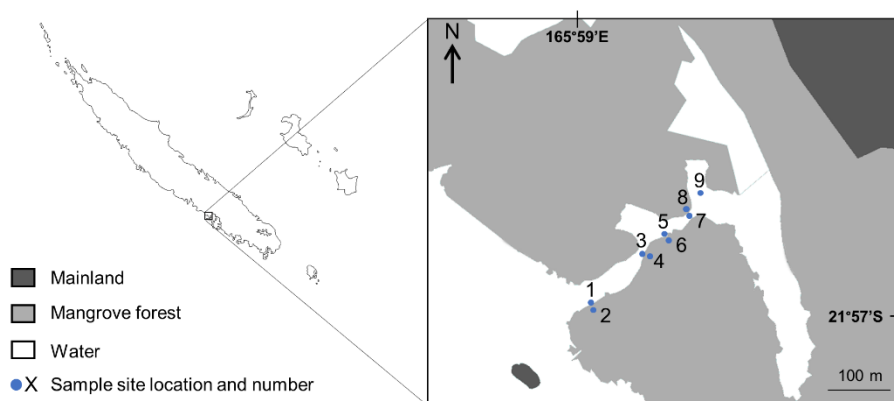 165°59'E
N
9
8
7
5
6
3
4
1
2
21°57'S
100 m
Mainland
Mangrove forest
Water
X Sample site location and number